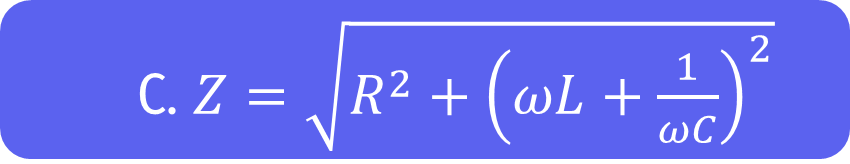 C. Z = √(R² + (ωL + 1/ωC)²)